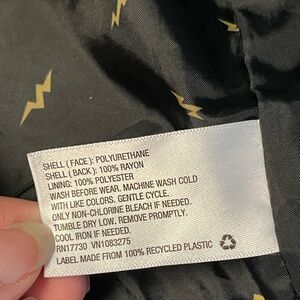 SHELL (FACE): POLYURETHANE
SHELL (BACK): 100% RAYON
LINING: 100% POLYESTER
WASH BEFORE WEAR. MACHINE WASH COLD
WITH LIKE COLORS. GENTLE CYCLE.
ONLY NON-CHLORINE BLEACH IF NEEDED.
TUMBLE DRY LOW. REMOVE PROMPTLY.
COOL IRON IF NEEDED.
RN17730 VN1083275
LABEL MADE FROM 100% RECYCLED PLASTIC